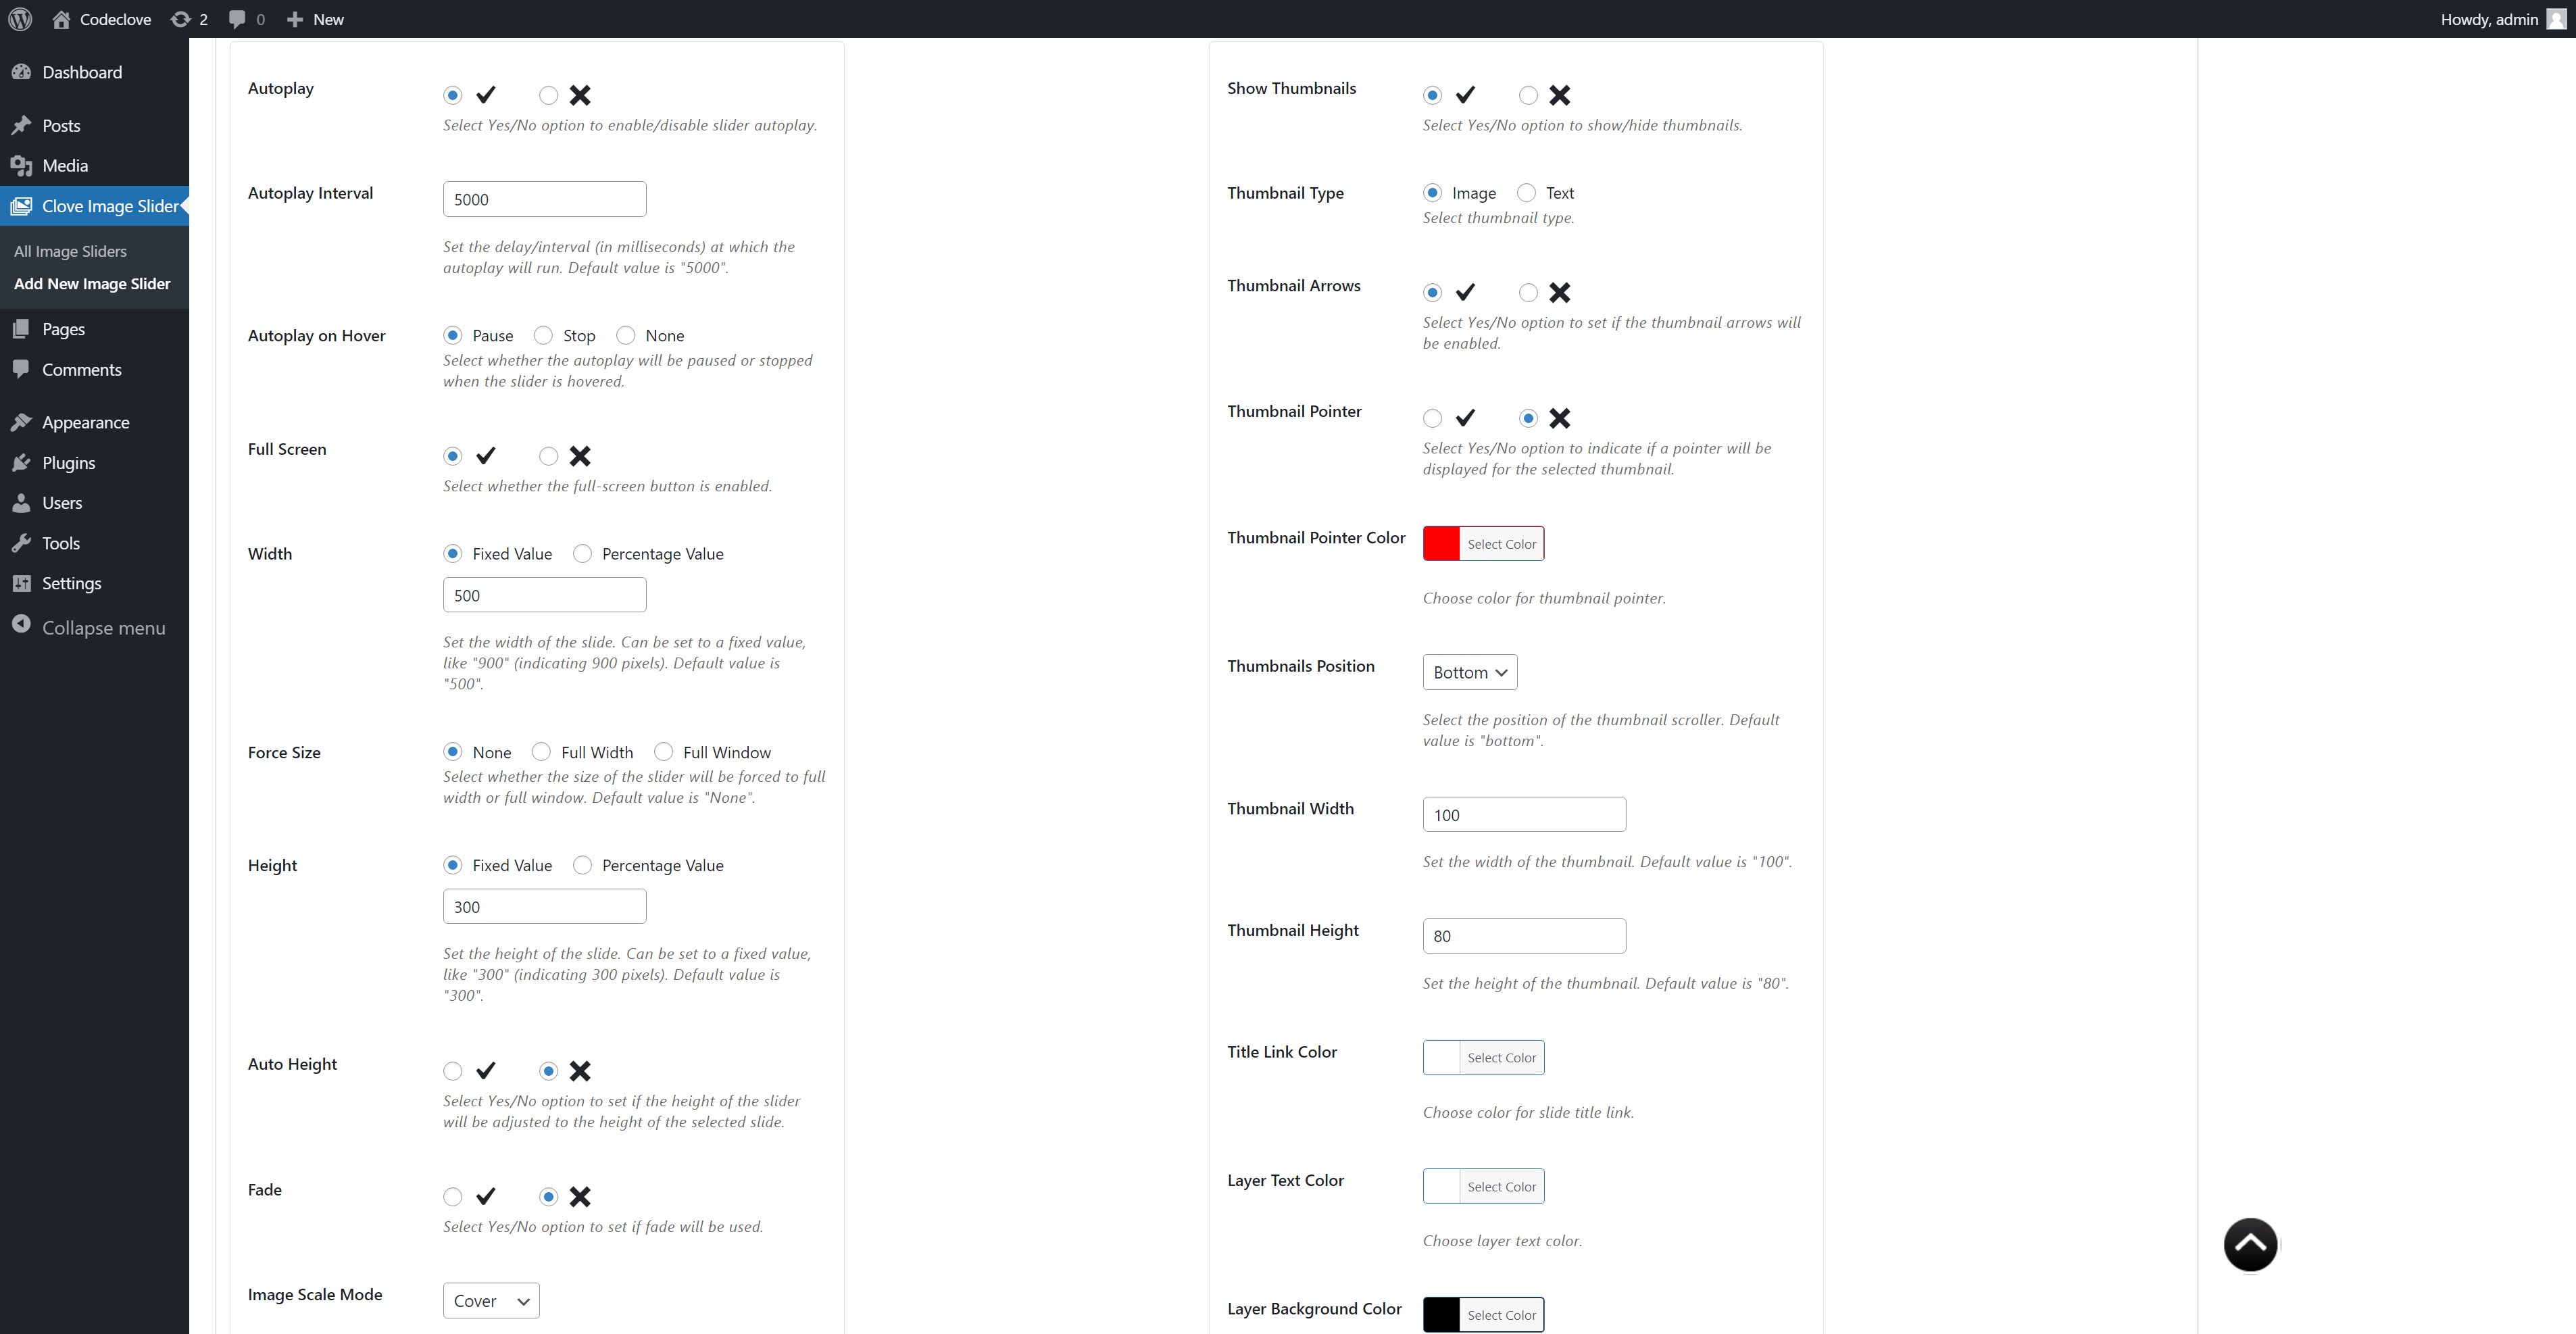 Codeclove
2
0
New
Howdy, admin
Dashboard
Posts
Media
Clove Image Slider
All Image Sliders
Add New Image Slider
Pages
Comments
Appearance
Plugins
Users
Tools
Settings
Collapse menu
Autoplay
Select Yes/No option to enable/disable slider autoplay.
Autoplay Interval
5000
Set the delay/interval (in milliseconds) at which the
autoplay will run. Default value is "5000".
Autoplay on Hover
Pause Stop None
Select whether the autoplay will be paused or stopped
when the slider is hovered.
Full Screen
Select whether the full-screen button is enabled.
Width
Fixed Value Percentage Value
500
Set the width of the slide. Can be set to a fixed value,
like "900" (indicating 900 pixels). Default value is
"500".
Force Size
None Full Width Full Window
Select whether the size of the slider will be forced to full
width or full window. Default value is "None".
Height
Fixed Value Percentage Value
300
Set the height of the slide. Can be set to a fixed value,
like "300" (indicating 300 pixels). Default value is
"300".
Auto Height
Select Yes/No option to set if the height of the slider
will be adjusted to the height of the selected slide.
Fade
Select Yes/No option to set if fade will be used.
Image Scale Mode
Cover
Show Thumbnails
Select Yes/No option to show/hide thumbnails.
Thumbnail Type
Image Text
Select thumbnail type.
Thumbnail Arrows
Select Yes/No option to set if the thumbnail arrows will
be enabled.
Thumbnail Pointer
Select Yes/No option to indicate if a pointer will be
displayed for the selected thumbnail.
Thumbnail Pointer Color
Select Color
Choose color for thumbnail pointer.
Thumbnails Position
Bottom
Select the position of the thumbnail scroller. Default
value is "bottom".
Thumbnail Width
100
Set the width of the thumbnail. Default value is "100".
Thumbnail Height
80
Set the height of the thumbnail. Default value is "80".
Title Link Color
Select Color
Choose color for slide title link.
Layer Text Color
Select Color
Choose layer text color.
Layer Background Color
Select Color